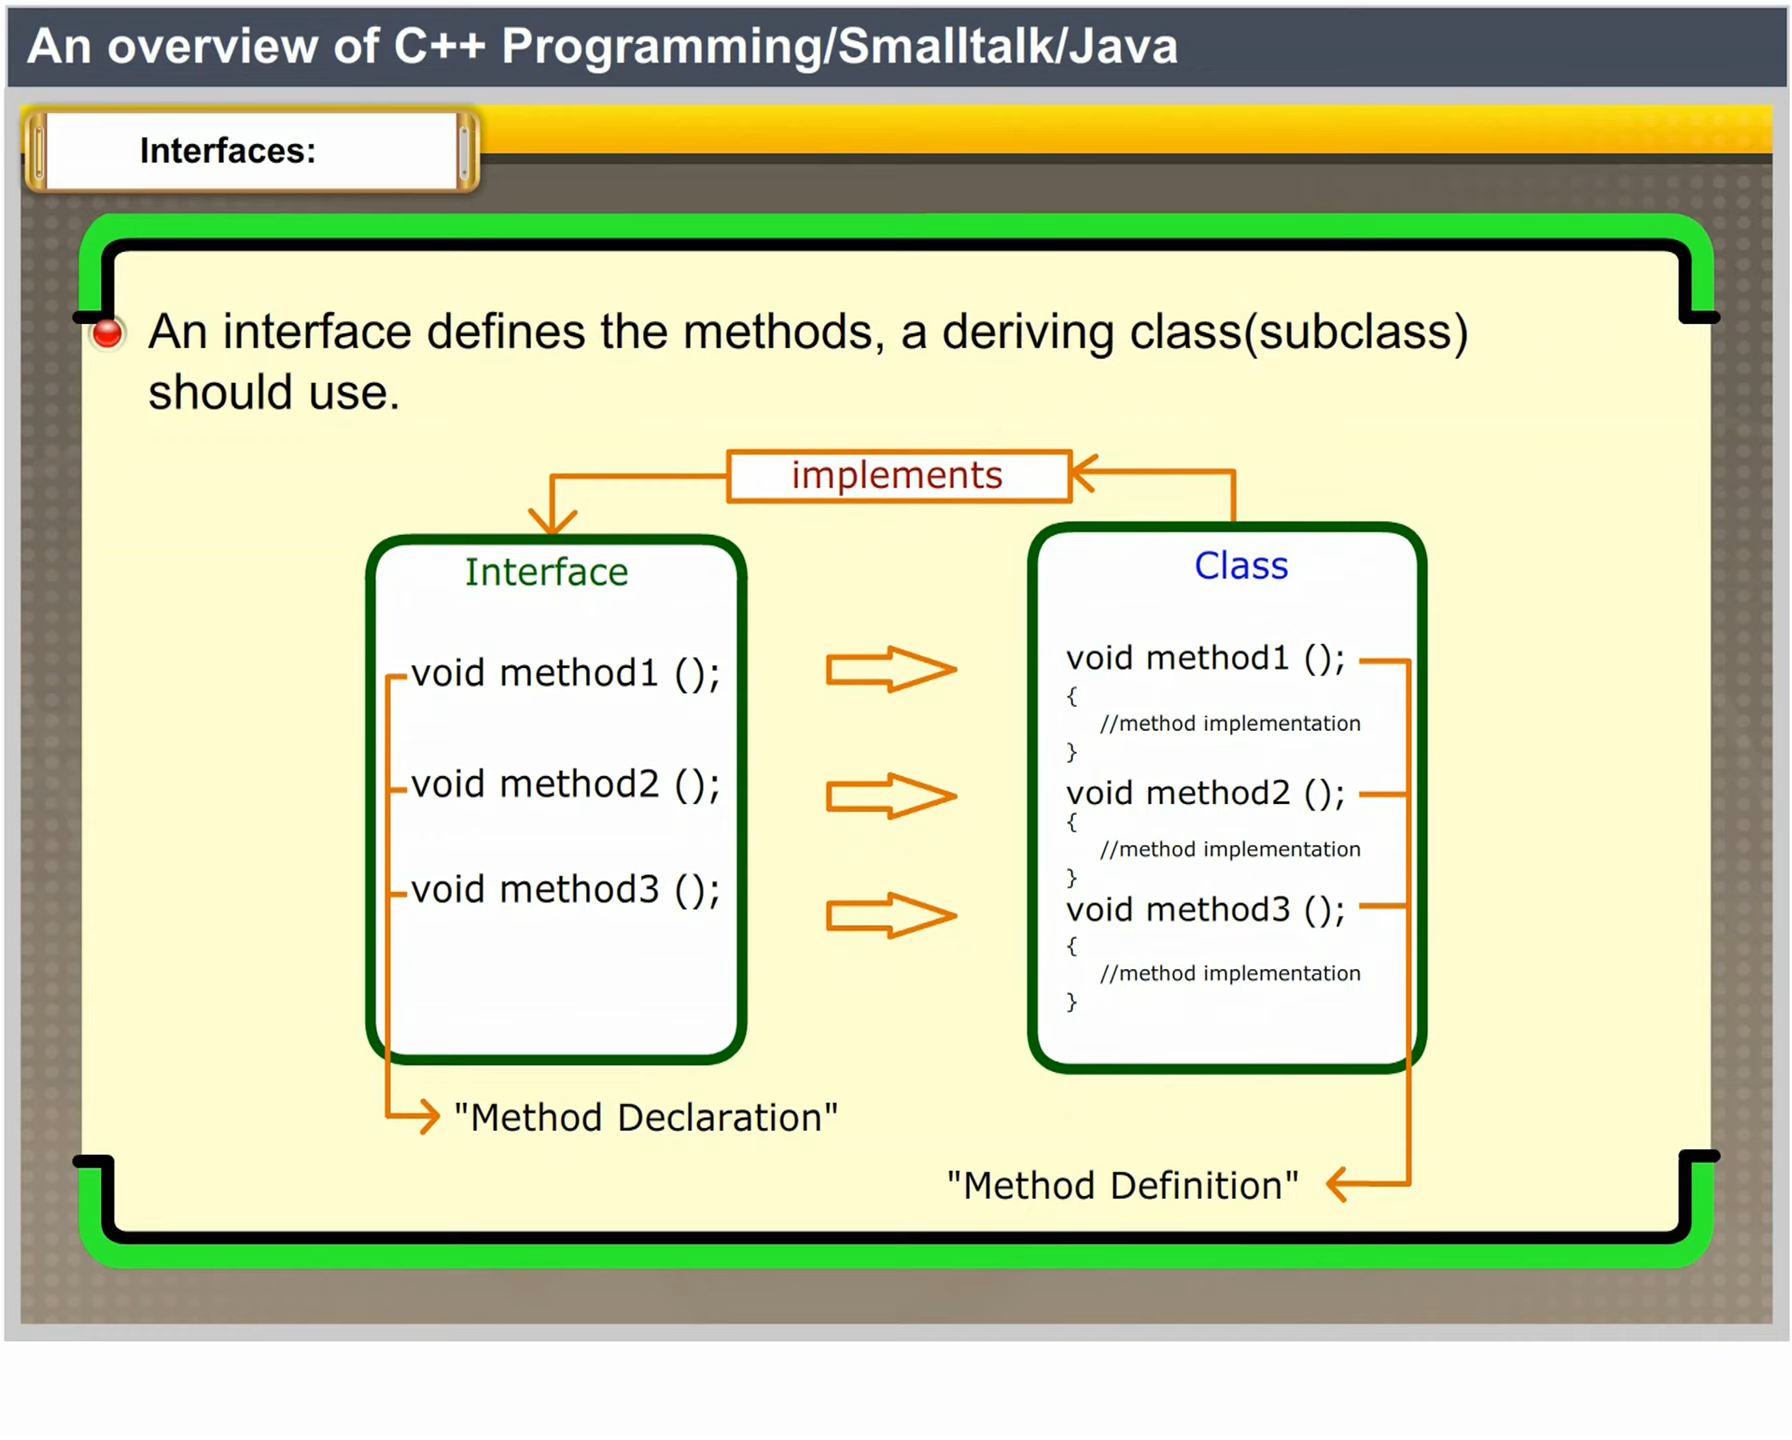 An overview of C++ Programming/Smalltalk/Java
Interfaces:
An interface defines the methods, a deriving class(subclass)
should use.
implements
Interface
void method1 ();
void method2 ();
void method3 ();
"Method Declaration"
Class
void method1 ();
{
//method implementation
}
void method2 ();
{
//method implementation
}
void method3 ();
{
//method implementation
}
"Method Definition"